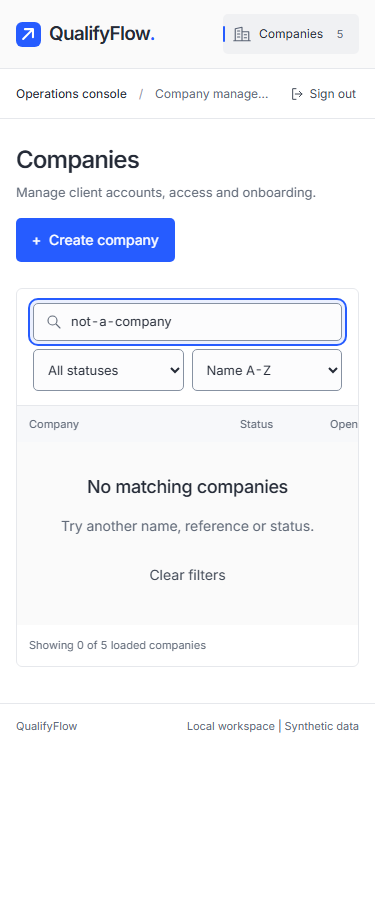 QualifyFlow.
Companies 5
Operations console / Company manage... Sign out
Companies
Manage client accounts, access and onboarding.
+ Create company
not-a-company
All statuses Name A-Z
Company Status Open
No matching companies
Try another name, reference or status.
Clear filters
Showing 0 of 5 loaded companies
QualifyFlow Local workspace | Synthetic data